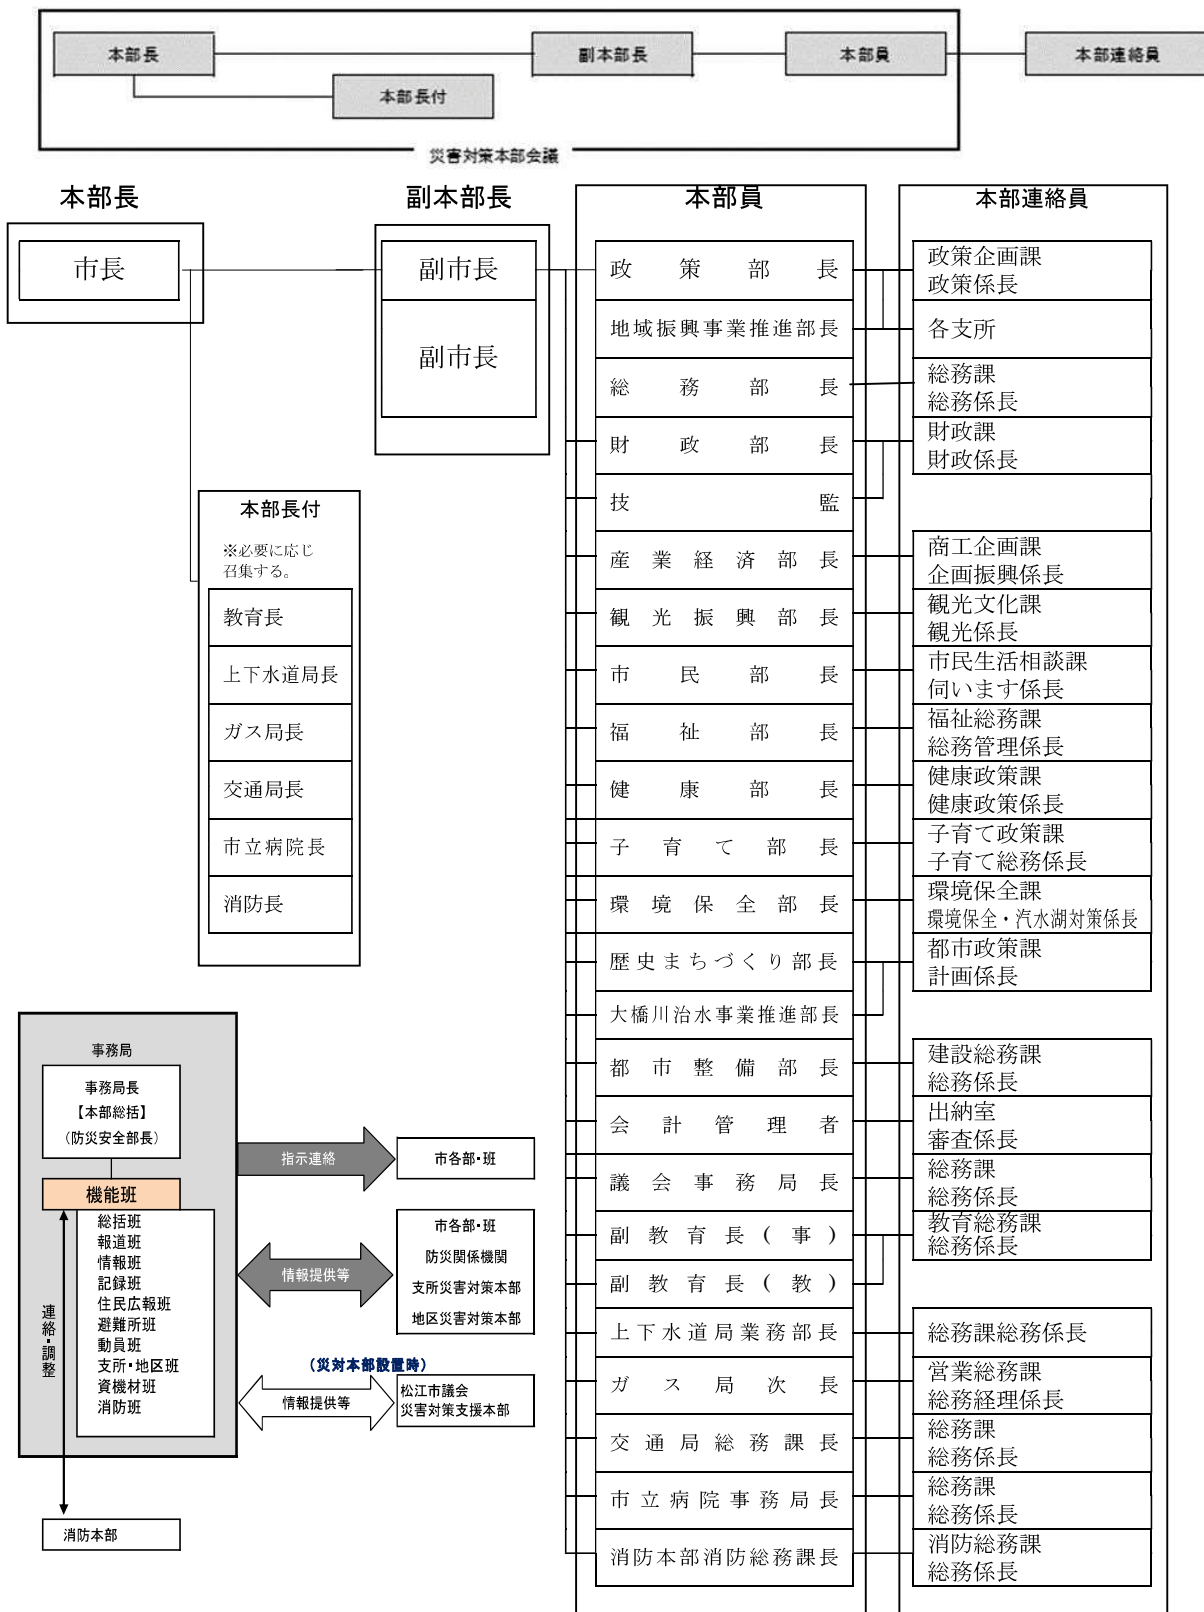 本部長
副本部長
本部員
本部連絡員
本部長付
災害対策本部会議
本部長
市長
副本部長
副市長
副市長
本部長付
※必要に応じ
召集する。
教育長
上下水道局長
ガス局長
交通局長
市立病院長
消防長
本部員
政策部長
地域振興事業推進部長
総務部長
財政部長
技監
産業経済部長
観光振興部長
市民部長
福祉部長
健康部長
子育て部長
環境保全部長
歴史まちづくり部長
大橋川治水事業推進部長
都市整備部長
会計管理者
議会事務局長
副教育長(事)
副教育長(教)
上下水道局業務部長
ガス局次長
交通局総務課長
市立病院事務局長
消防本部消防総務課長
本部連絡員
政策企画課
政策係長
各支所
総務課
総務係長
財政課
財政係長
商工企画課
企画振興係長
観光文化課
観光係長
市民生活相談課
伺います係長
福祉総務課
総務管理係長
健康政策課
健康政策係長
子育て政策課
子育て総務係長
環境保全課
環境保全・汽水湖対策係長
都市政策課
計画係長
建設総務課
総務係長
出納室
審査係長
総務課
総務係長
教育総務課
総務係長
総務課総務係長
営業総務課
総務経理係長
総務課
総務係長
総務課
総務係長
消防総務課
総務係長
事務局
事務局長
【本部総括】
(防災安全部長)
機能班
総括班
報道班
情報班
記録班
住民広報班
避難所班
動員班
支所・地区班
資機材班
消防班
連絡・調整
消防本部
指示連絡
市各部・班
情報提供等
市各部・班
防災関係機関
支所災害対策本部
地区災害対策本部
(災対本部設置時)
情報提供等
松江市議会
災害対策支援本部